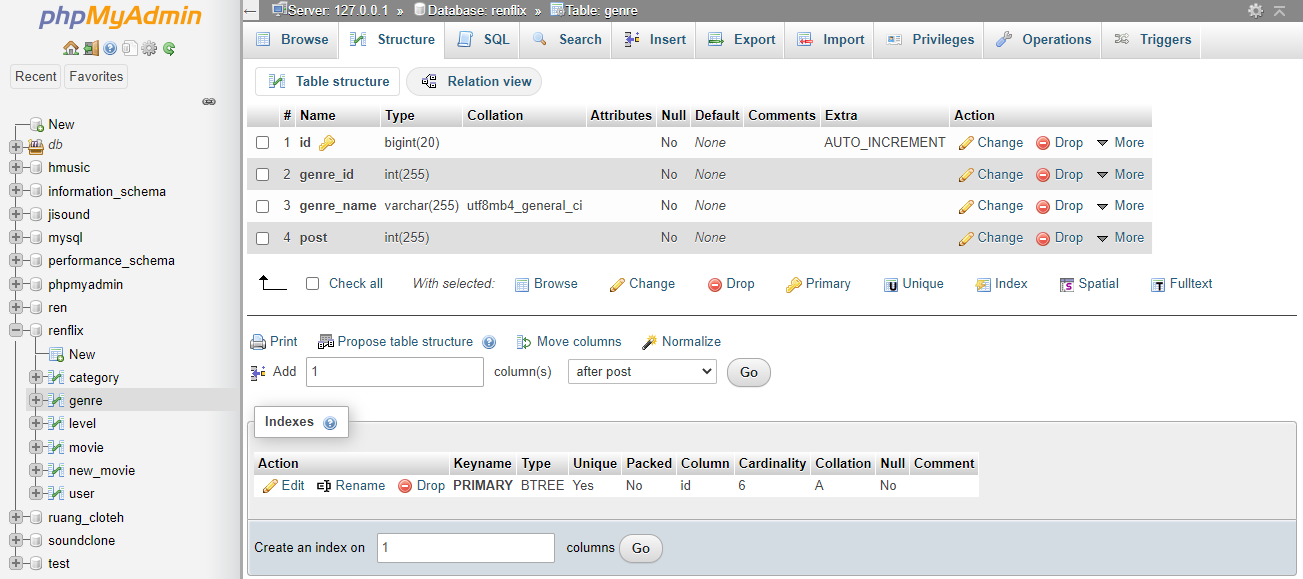 phpMyAdmin
Recent Favorites
New
db
hmusic
information_schema
jisound
mysql
performance_schema
phpmyadmin
ren
renflix
New
category
genre
level
movie
new_movie
user
ruang_cloteh
soundclone
test
Server: 127.0.0.1 » Database: renflix » Table: genre
Browse Structure SQL Search Insert Export Import Privileges Operations Triggers
Table structure Relation view
# Name Type Collation Attributes Null Default Comments Extra Action
1 id bigint(20) No None AUTO_INCREMENT Change Drop More
2 genre_id int(255) No None Change Drop More
3 genre_name varchar(255) utf8mb4_general_ci No None Change Drop More
4 post int(255) No None Change Drop More
Check all With selected: Browse Change Drop Primary Unique Index Spatial Fulltext
Print Propose table structure Move columns Normalize
Add 1 column(s) after post Go
Indexes
Action Keyname Type Unique Packed Column Cardinality Collation Null Comment
Edit Rename Drop PRIMARY BTREE Yes No id 6 A No
Create an index on 1 columns Go